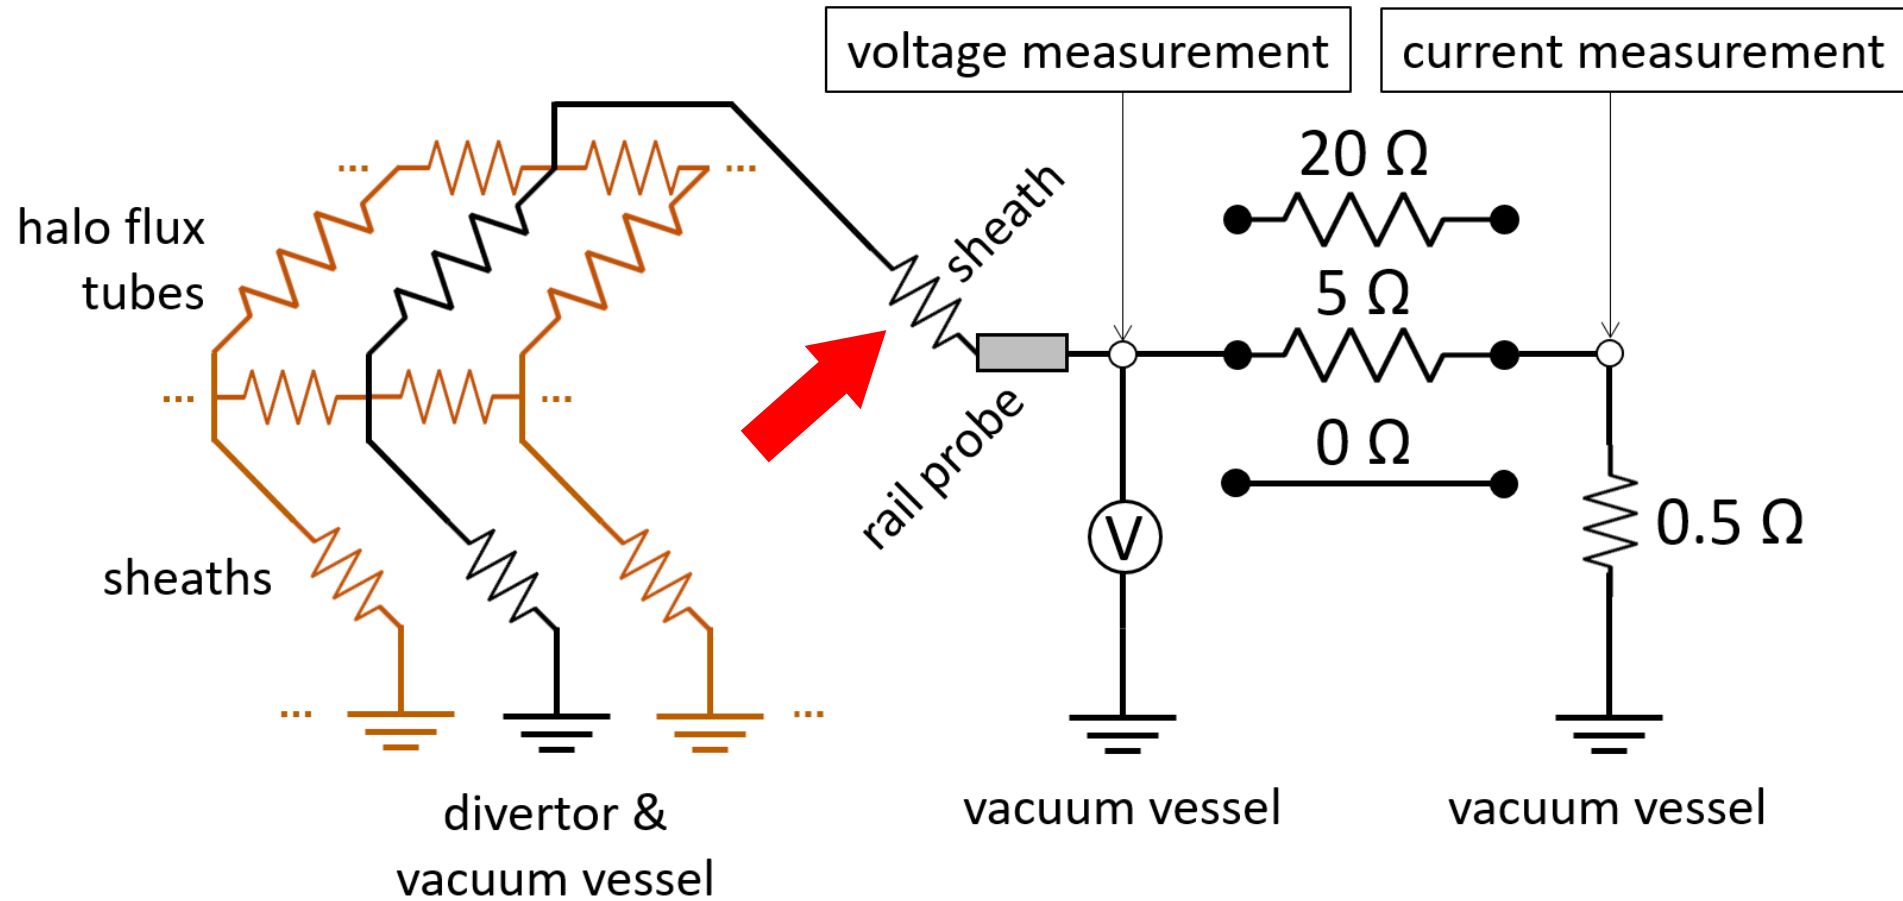 voltage measurement
current measurement
20 Ω
...
...
sheath
halo flux
tubes
5 Ω
...
...
rail probe
0 Ω
V
0.5 Ω
sheaths
...
...
divertor &
vacuum vessel
vacuum vessel
vacuum vessel